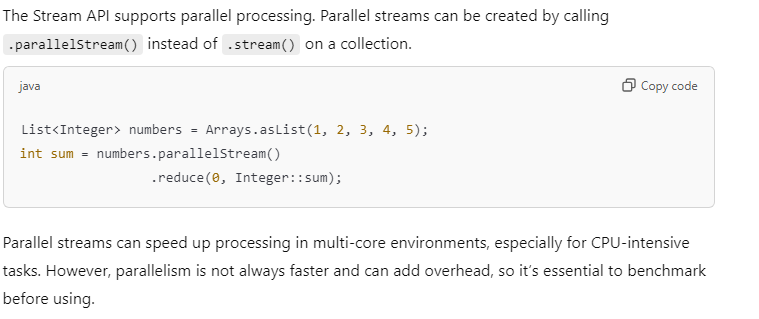 The Stream API supports parallel processing. Parallel streams can be created by calling
.parallelStream() instead of .stream() on a collection.
java
Copy code
List<Integer> numbers = Arrays.asList(1, 2, 3, 4, 5);
int sum = numbers.parallelStream()
.reduce(0, Integer::sum);
Parallel streams can speed up processing in multi-core environments, especially for CPU-intensive
tasks. However, parallelism is not always faster and can add overhead, so it's essential to benchmark
before using.